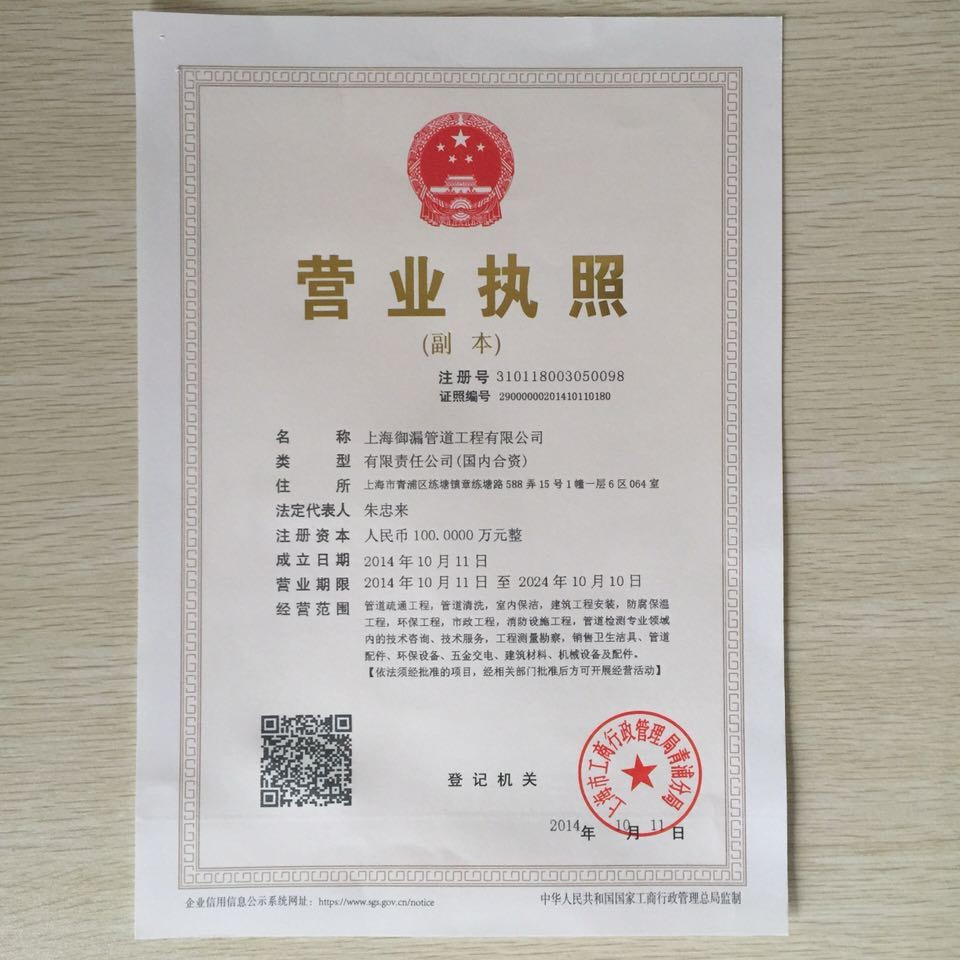 营业执照
(副 本)
注册号 310118003050098
证照编号 29000000201410110180
名 称 上海御漏管道工程有限公司
类 型 有限责任公司(国内合资)
住 所 上海市青浦区练塘镇章练塘路588弄15号1幢一层6区064室
法定代表人 朱忠来
注册资本 人民币100.0000万元整
成立日期 2014年10月11日
营业期限 2014年10月11日 至 2024年10月10日
经营范围 管道疏通工程，管道清洗，室内保洁，建筑工程安装，防腐保温
工程，环保工程，市政工程，消防设施工程，管道检测专业领域
内的技术咨询、技术服务，工程测量勘察，销售卫生洁具、管道
配件、环保设备、五金交电、建筑材料、机械设备及配件。
【依法须经批准的项目，经相关部门批准后方可开展经营活动】
登记机关
上海市工商行政管理局青浦分局
2014年 10月 11日
企业信用信息公示系统网址：https://www.sgs.gov.cn/notice
中华人民共和国国家工商行政管理总局监制